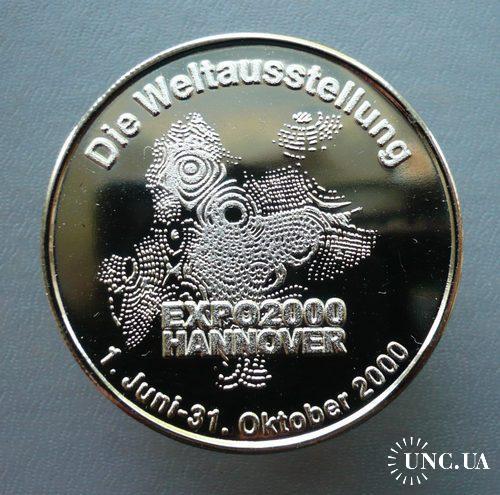 Die Weltausstellung
EXPO2000
HANNOVER
1. Juni-31. Oktober 2000
UNC.UA